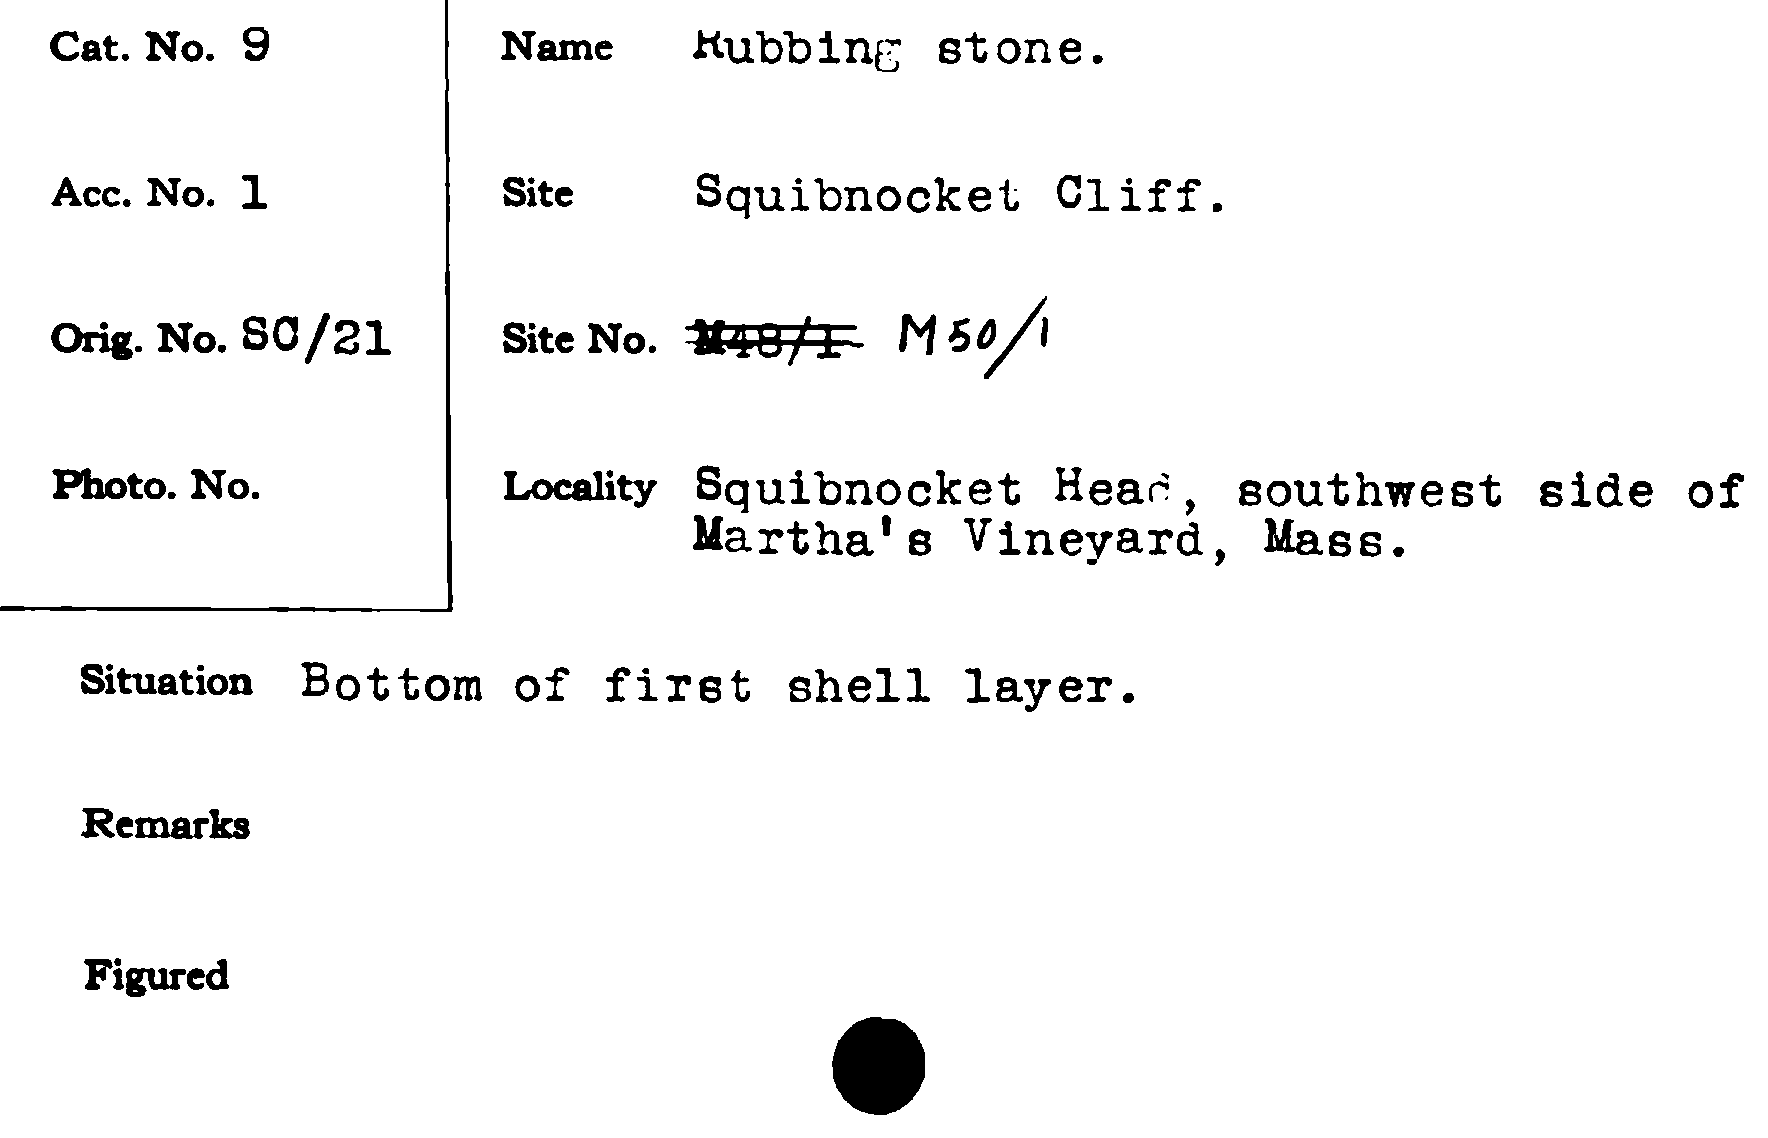 Cat. No. 9
Name Rubbing stone.
Acc. No. 1
Site Squibnocket Cliff.
Orig. No. SC/21
Site No. M48/1 M50/1
Photo. No.
Locality Squibnocket Head, southwest side of
Martha's Vineyard, Mass.
Situation Bottom of first shell layer.
Remarks
Figured